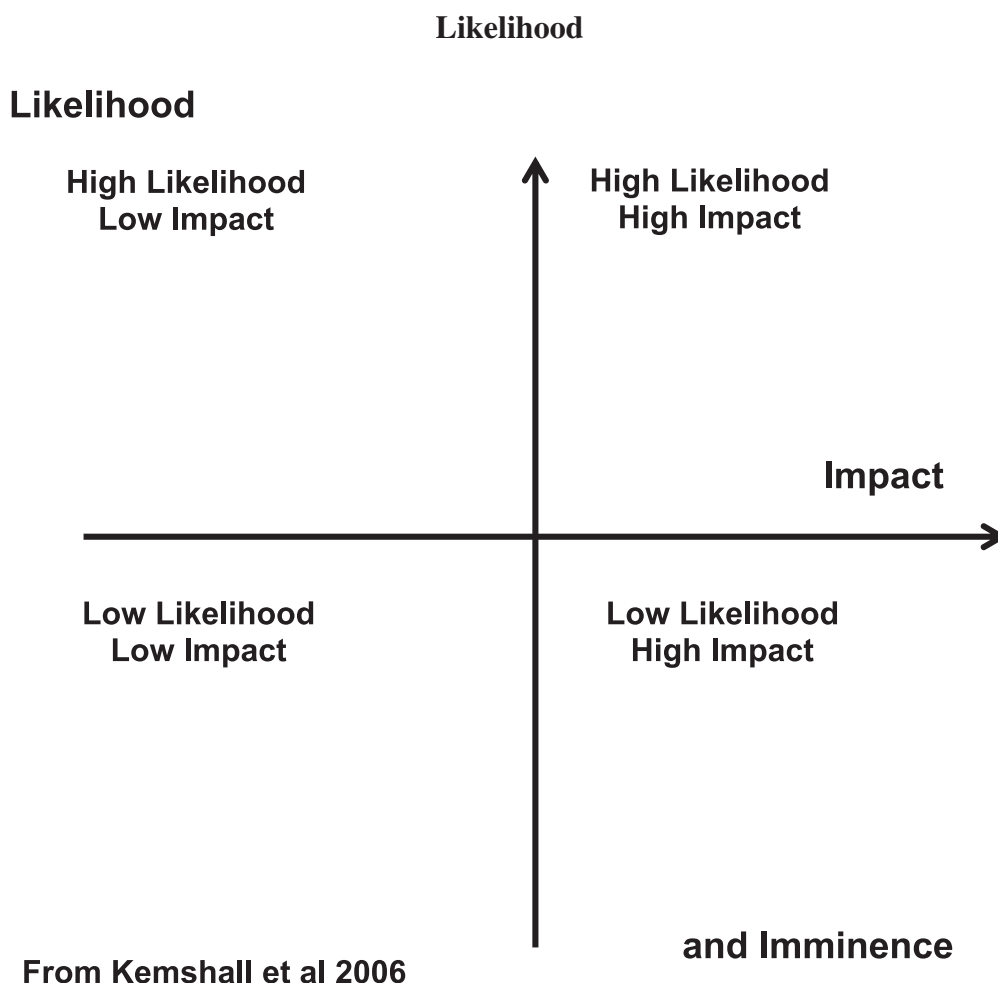 Likelihood
Likelihood
High Likelihood
Low Impact
High Likelihood
High Impact
Impact
Low Likelihood
Low Impact
Low Likelihood
High Impact
and Imminence
From Kemshall et al 2006